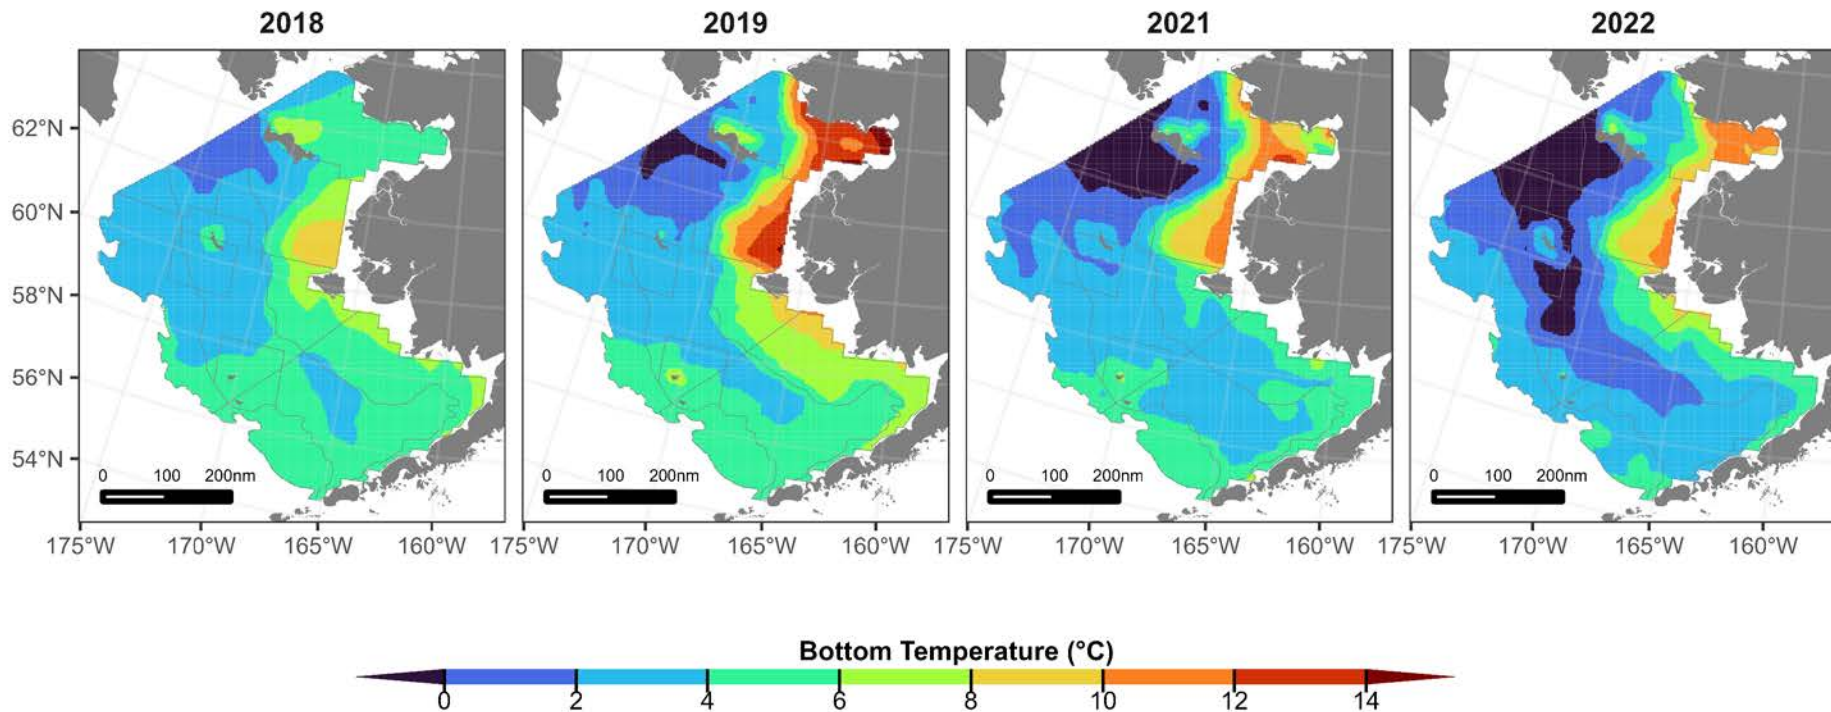 2018 2019 2021 2022
62°N
60°N
58°N
56°N
54°N
0 100 200nm 0 100 200nm 0 100 200nm 0 100 200nm
175°W 170°W 165°W 160°W 175°W 170°W 165°W 160°W 175°W 170°W 165°W 160°W 175°W 170°W 165°W 160°W
Bottom Temperature (°C)
0 2 4 6 8 10 12 14